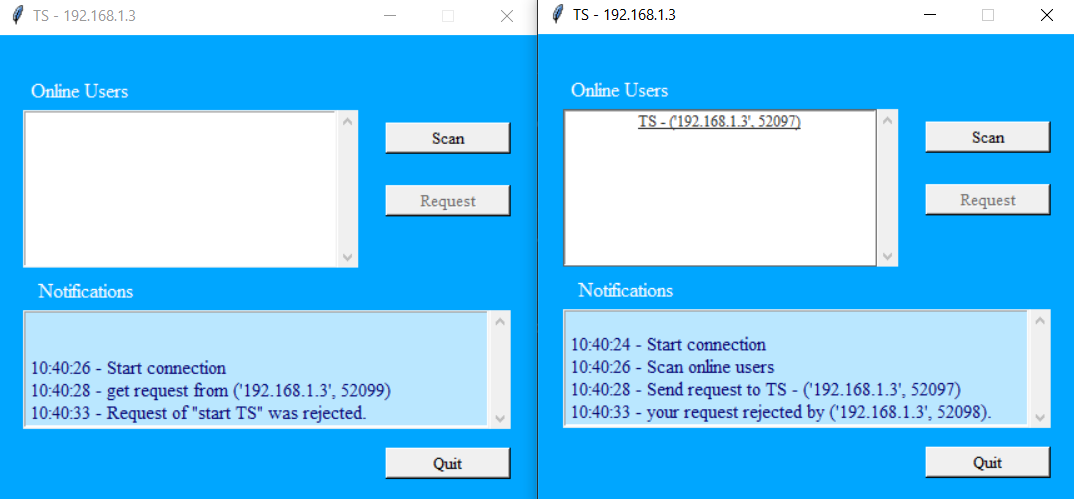 TS - 192.168.1.3
Online Users
Scan
Request
Notifications
10:40:26 - Start connection
10:40:28 - get request from ('192.168.1.3', 52099)
10:40:33 - Request of "start TS" was rejected.
Quit
TS - 192.168.1.3
Online Users
TS - ('192.168.1.3', 52097)
Scan
Request
Notifications
10:40:24 - Start connection
10:40:26 - Scan online users
10:40:28 - Send request to TS - ('192.168.1.3', 52097)
10:40:33 - your request rejected by ('192.168.1.3', 52098).
Quit